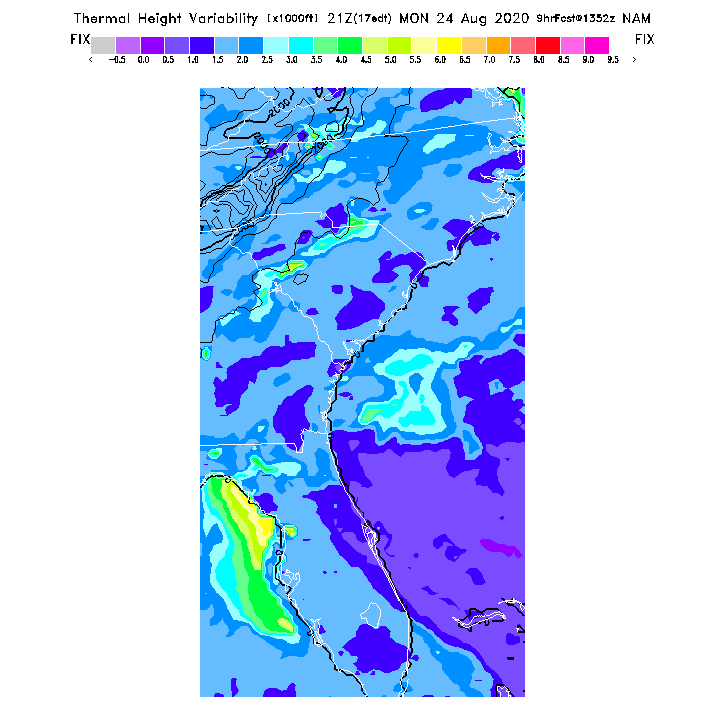 Thermal Height Variability [x1000ft] 21Z(17edt) MON 24 Aug 2020 9hrFcst@1352z NAM
FIX FIX
< -0.5 0.0 0.5 1.0 1.5 2.0 2.5 3.0 3.5 4.0 4.5 5.0 5.5 6.0 6.5 7.0 7.5 8.0 8.5 9.0 9.5 >
2000